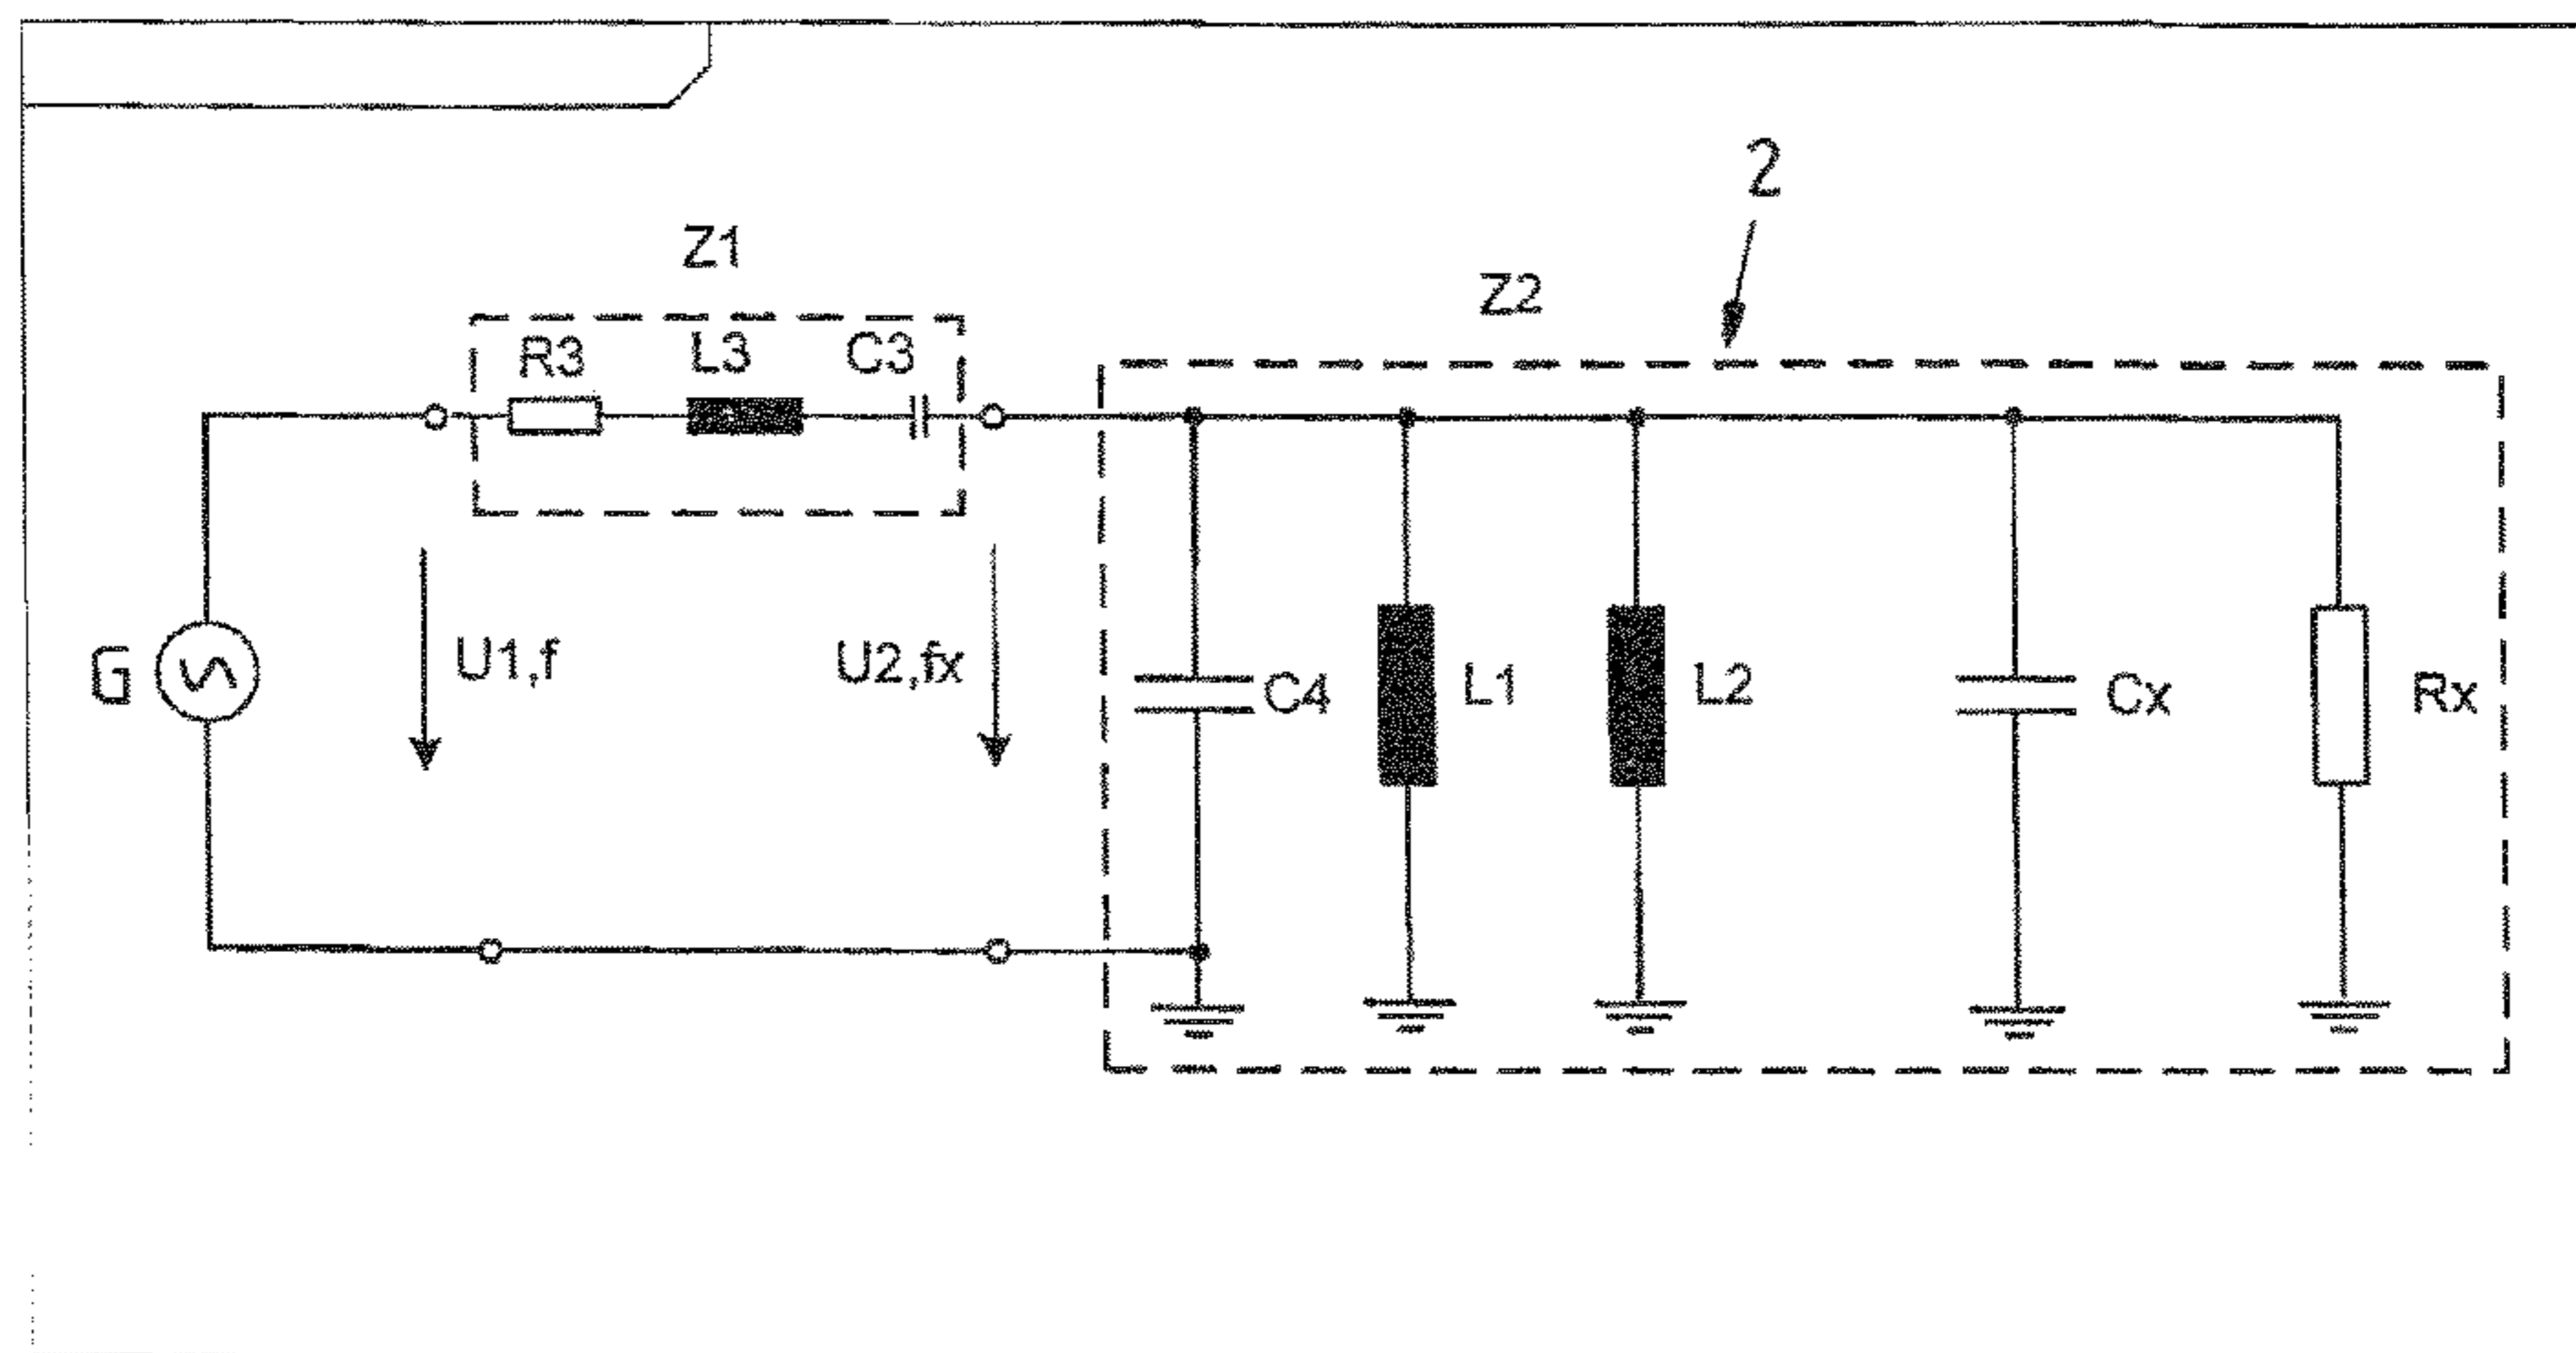 2
Z1
Z2
R3 L3 C3
G
U1,f
U2,fx
C4
L1
L2
Cx
Rx